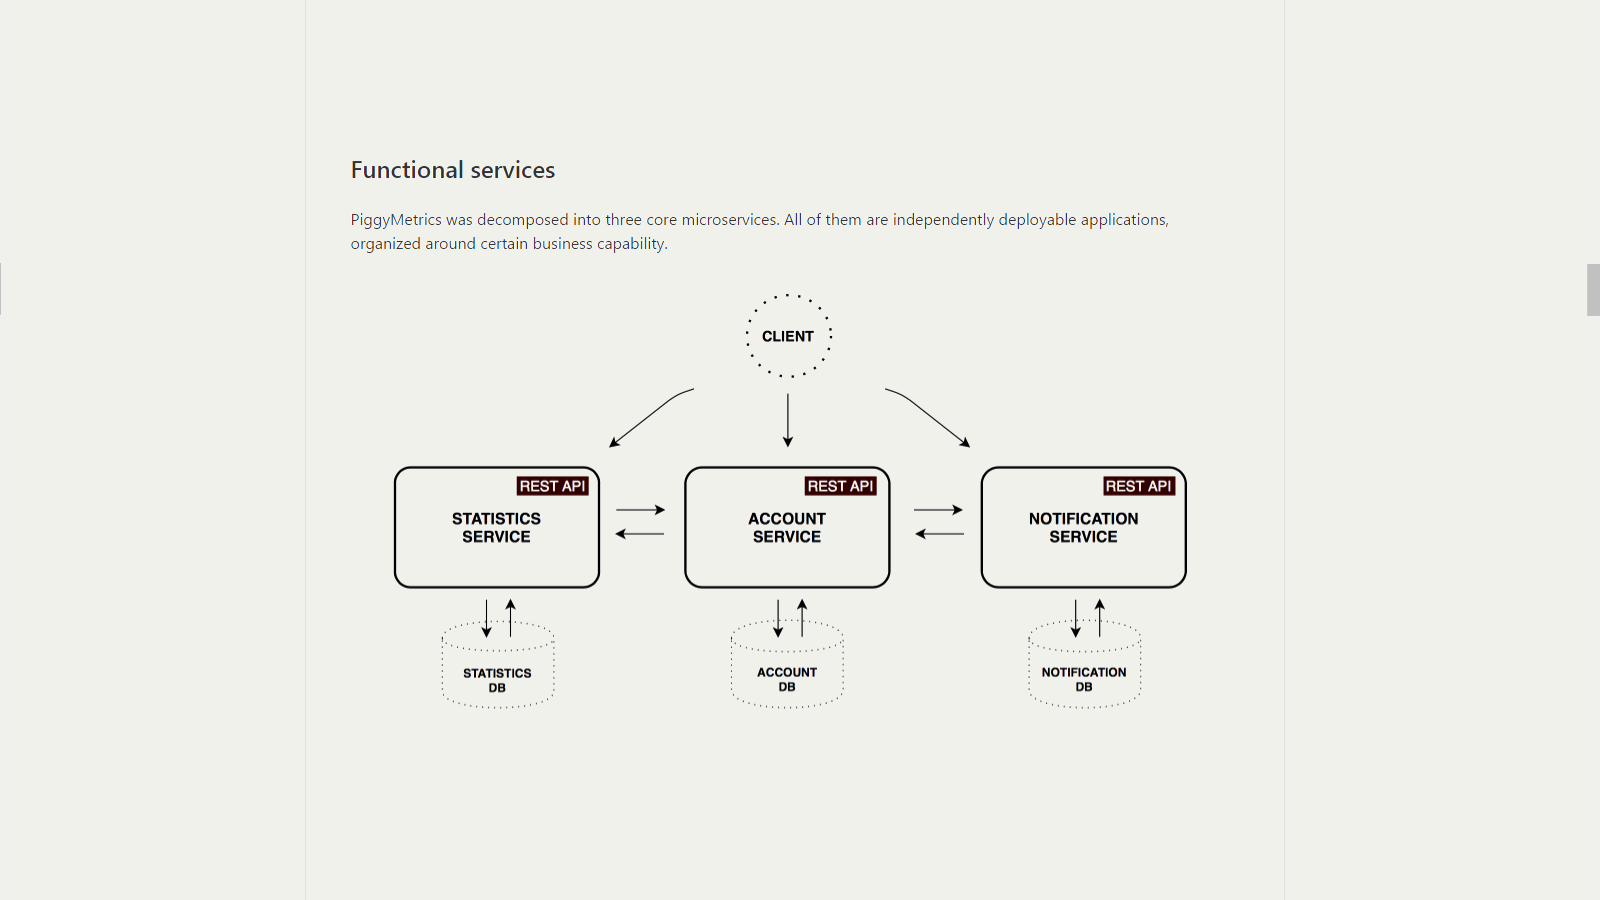 Functional services
PiggyMetrics was decomposed into three core microservices. All of them are independently deployable applications,
organized around certain business capability.
CLIENT
REST API
STATISTICS
SERVICE
REST API
ACCOUNT
SERVICE
REST API
NOTIFICATION
SERVICE
STATISTICS
DB
ACCOUNT
DB
NOTIFICATION
DB